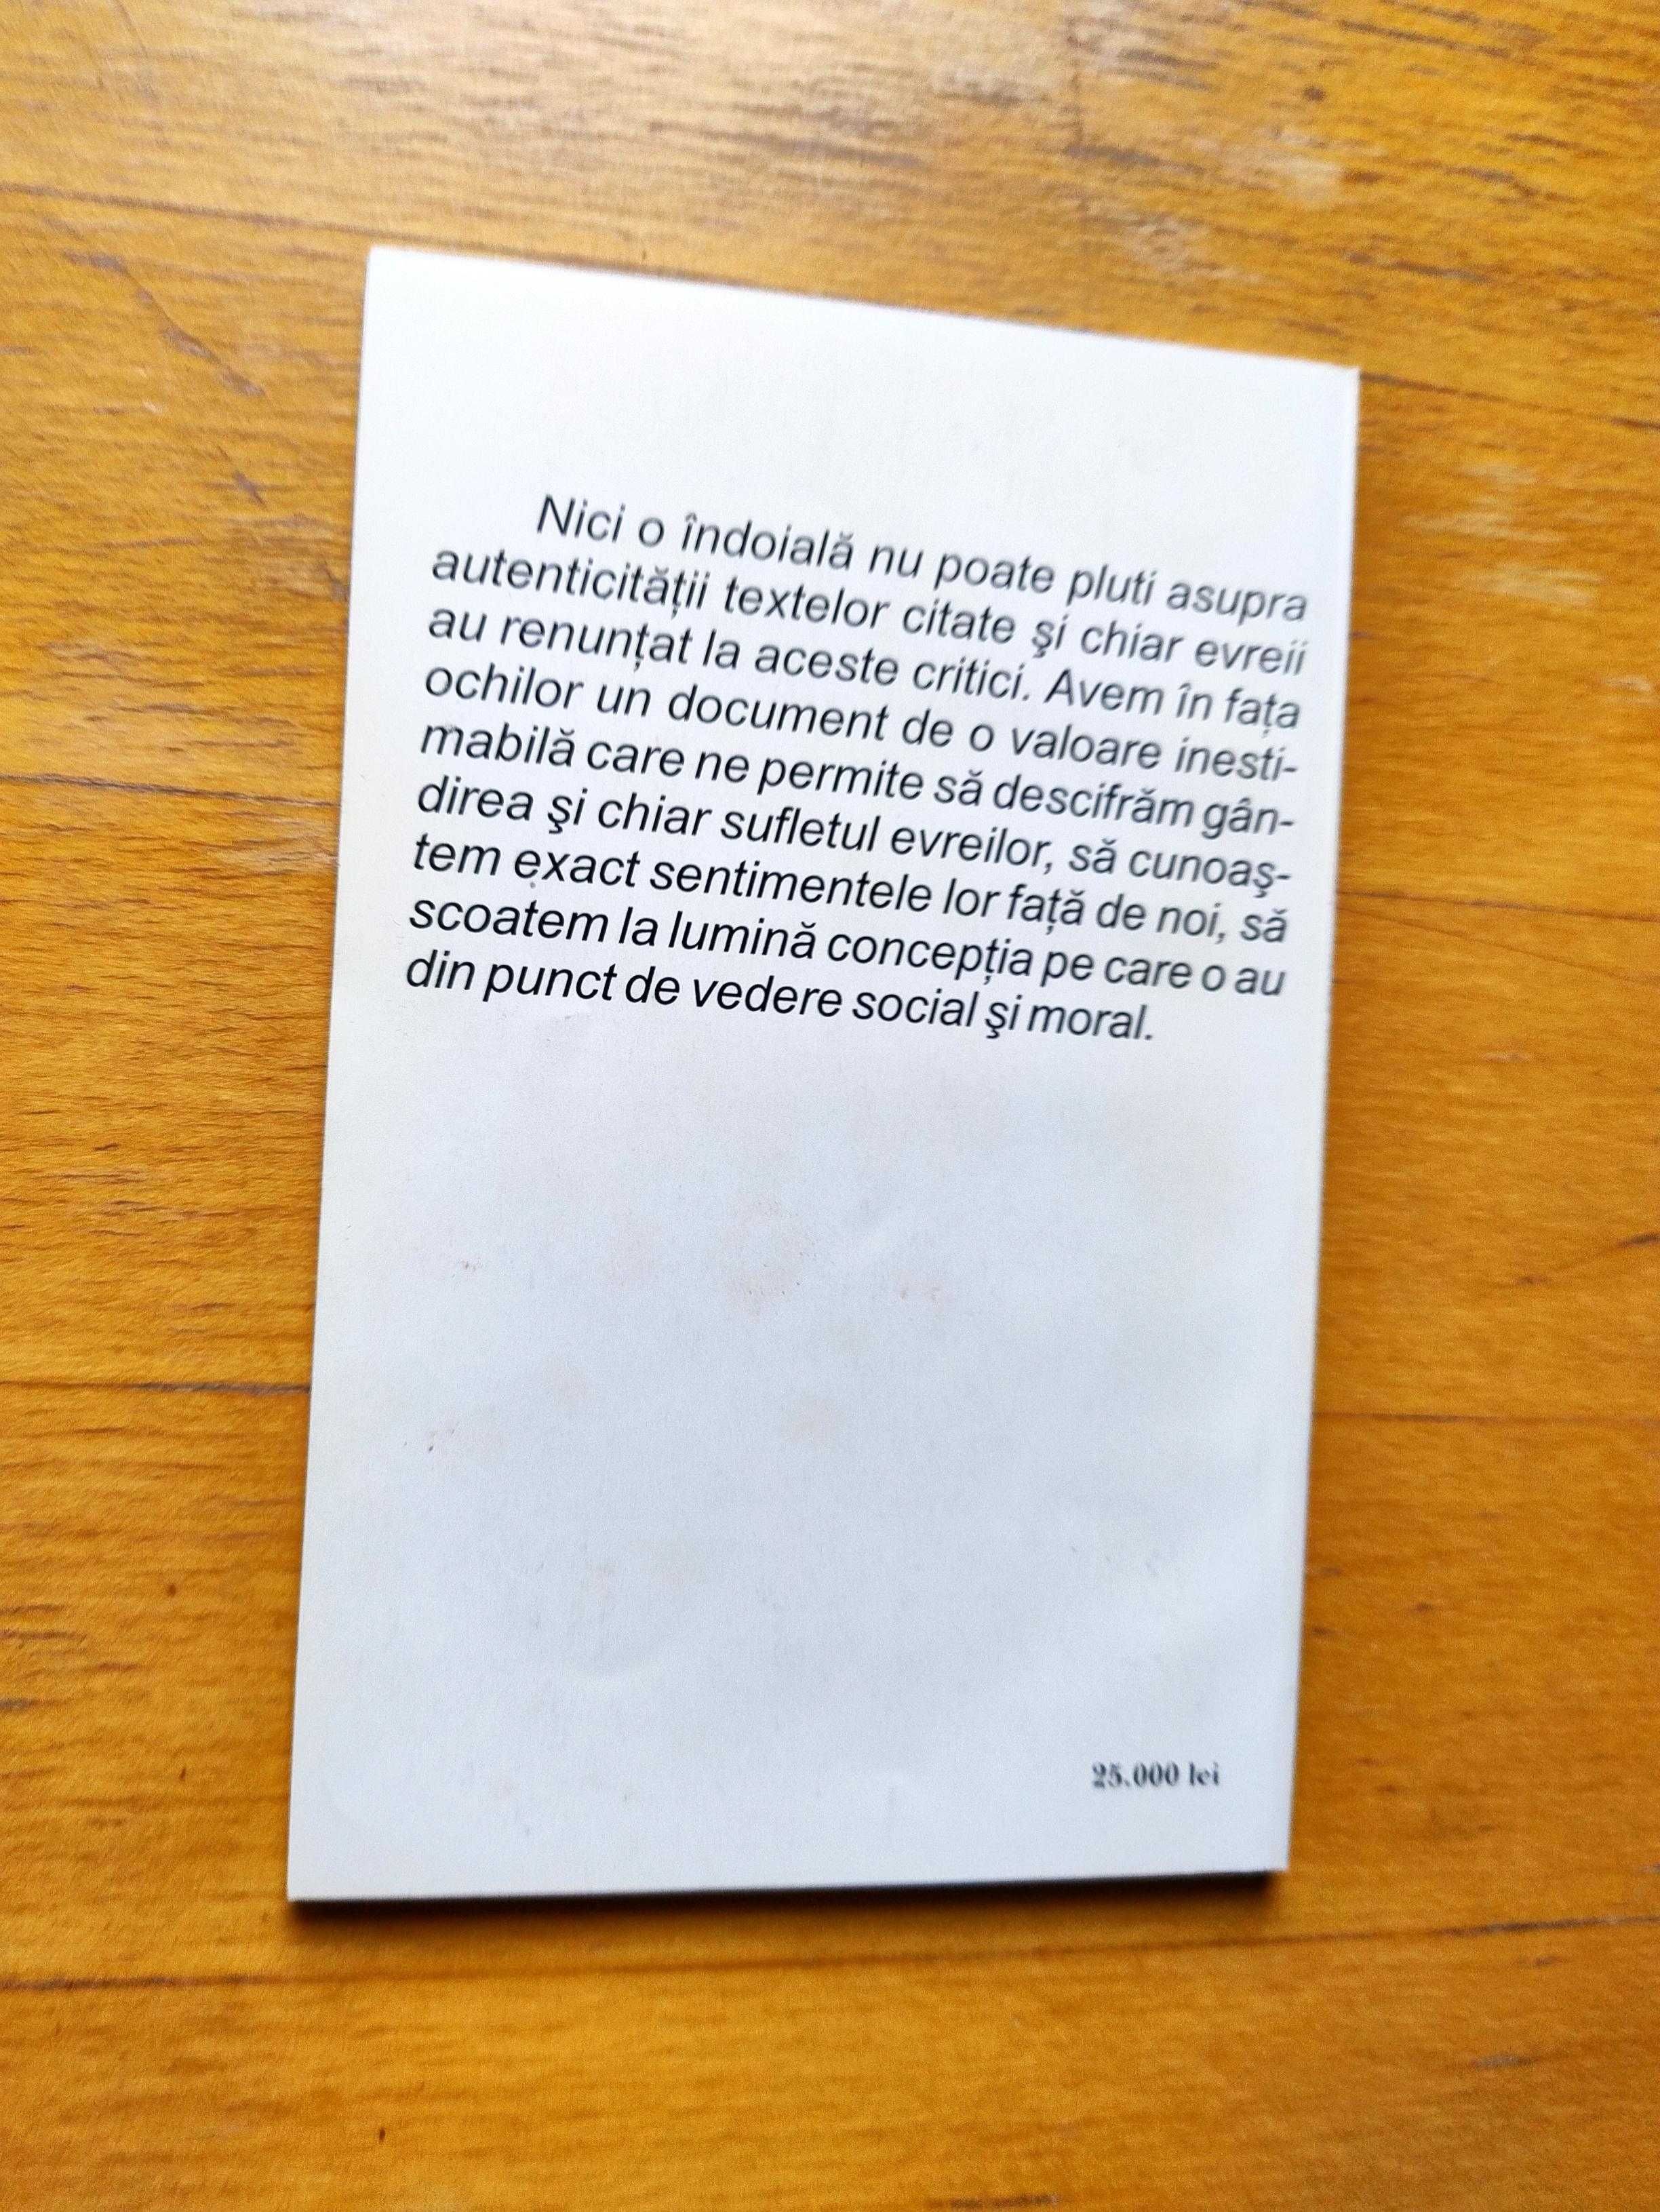 Nici o îndoială nu poate pluti asupra
autenticităţii textelor citate şi chiar evreii
au renunţat la aceste critici. Avem în faţa
ochilor un document de o valoare inesti-
mabilă care ne permite să descifrăm gân-
direa şi chiar sufletul evreilor, să cunoaş-
tem exact sentimentele lor faţă de noi, să
scoatem la lumină concepţia pe care o au
din punct de vedere social şi moral.
25.000 lei